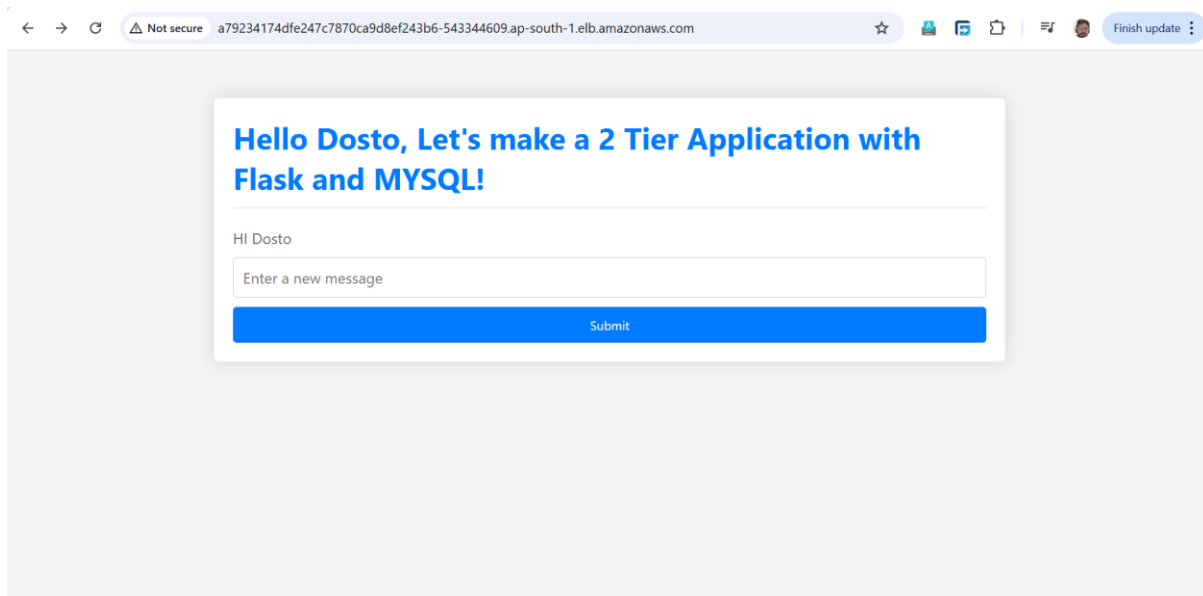 Not secure
a79234174dfe247c7870ca9d8ef243b6-543344609.ap-south-1.elb.amazonaws.com
Finish update
Hello Dosto, Let's make a 2 Tier Application with
Flask and MYSQL!
HI Dosto
Enter a new message
Submit